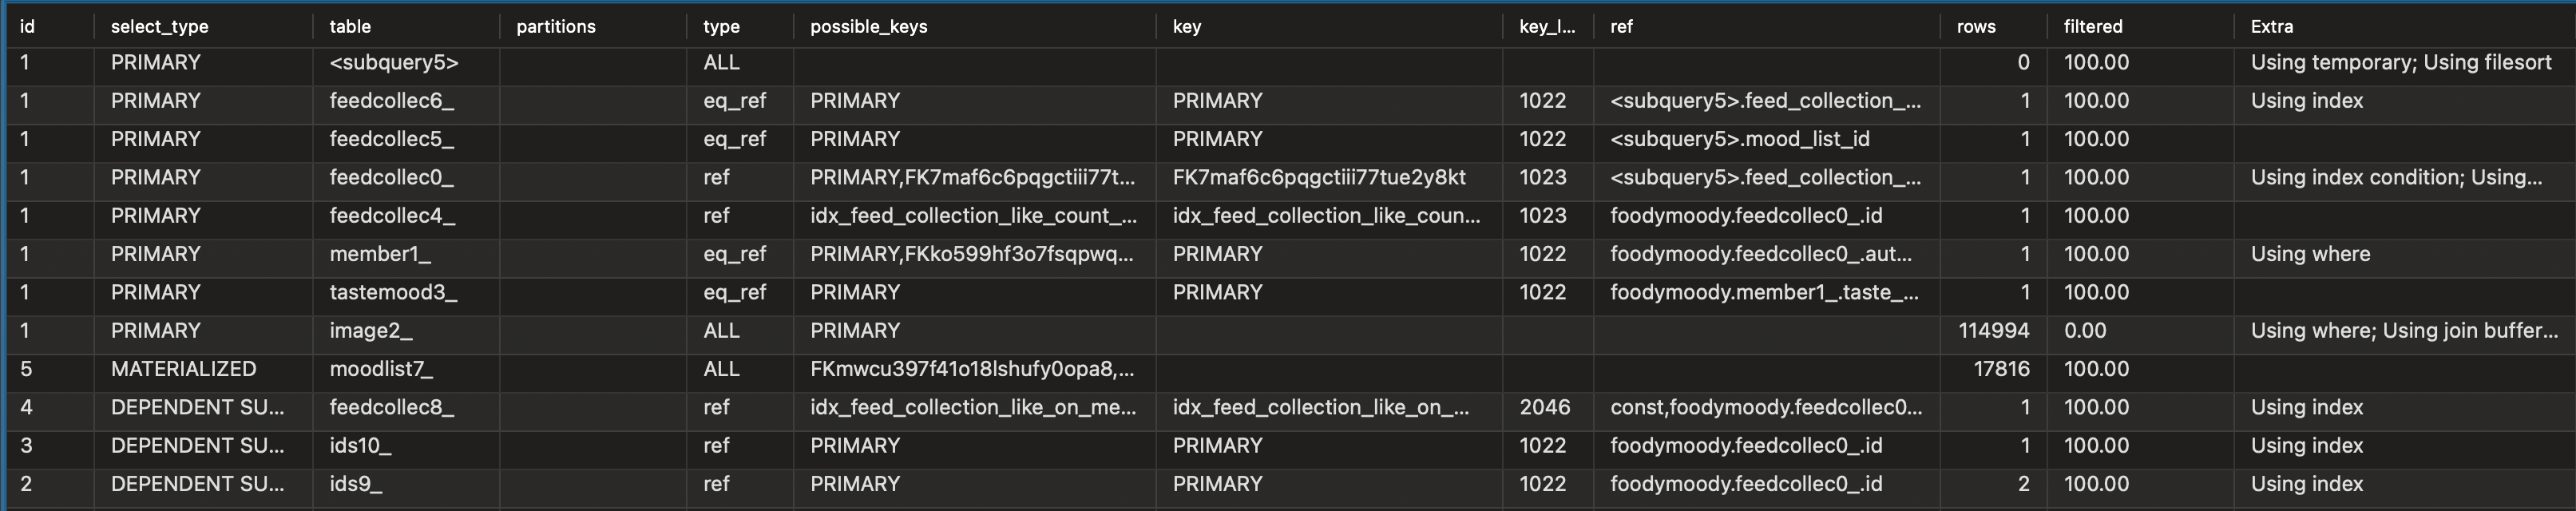 id select_type table partitions type possible_keys key key_l... ref rows filtered Extra
1 PRIMARY <subquery5> ALL 0 100.00 Using temporary; Using filesort
1 PRIMARY feedcollec6_ eq_ref PRIMARY PRIMARY 1022 <subquery5>.feed_collection_... 1 100.00 Using index
1 PRIMARY feedcollec5_ eq_ref PRIMARY PRIMARY 1022 <subquery5>.mood_list_id 1 100.00
1 PRIMARY feedcollec0_ ref PRIMARY,FK7maf6c6pqgctiii77t... FK7maf6c6pqgctiii77tue2y8kt 1023 <subquery5>.feed_collection_... 1 100.00 Using index condition; Using...
1 PRIMARY feedcollec4_ ref idx_feed_collection_like_count_... idx_feed_collection_like_coun... 1023 foodymoody.feedcollec0_.id 1 100.00
1 PRIMARY member1_ eq_ref PRIMARY,FKko599hf3o7fsqpwq... PRIMARY 1022 foodymoody.feedcollec0_.aut... 1 100.00 Using where
1 PRIMARY tastemood3_ eq_ref PRIMARY PRIMARY 1022 foodymoody.member1_.taste_... 1 100.00
1 PRIMARY image2_ ALL PRIMARY 114994 0.00 Using where; Using join buffer...
5 MATERIALIZED moodlist7_ ALL FKmwcu397f41o18lshufy0opa8,... 17816 100.00
4 DEPENDENT SU... feedcollec8_ ref idx_feed_collection_like_on_me... idx_feed_collection_like_on_... 2046 const,foodymoody.feedcollec0... 1 100.00 Using index
3 DEPENDENT SU... ids10_ ref PRIMARY PRIMARY 1022 foodymoody.feedcollec0_.id 1 100.00 Using index
2 DEPENDENT SU... ids9_ ref PRIMARY PRIMARY 1022 foodymoody.feedcollec0_.id 2 100.00 Using index